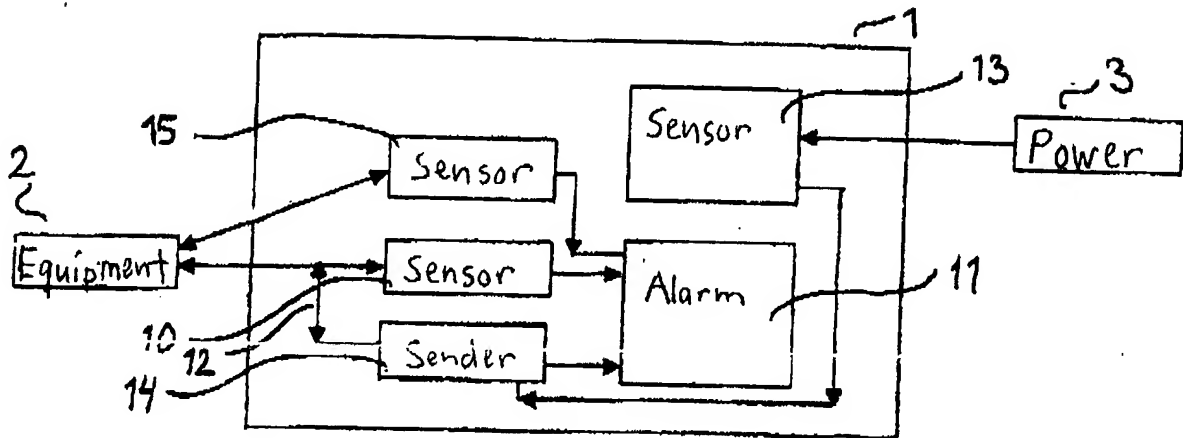 1
13
3
Sensor
Power
15
Sensor
2
Equipment
Sensor
Alarm
11
10
12
Sender
14